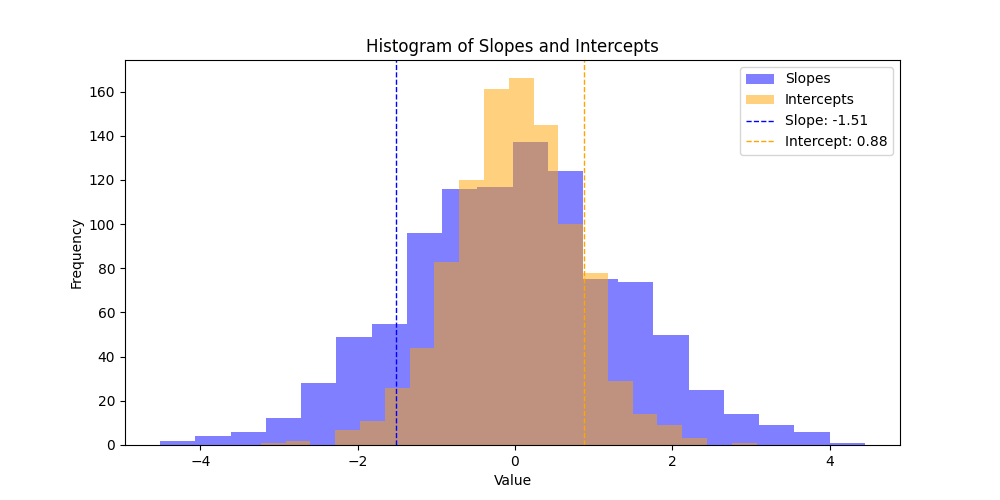 Histogram of Slopes and Intercepts
Slopes
Intercepts
Slope: -1.51
Intercept: 0.88
Frequency
160
140
120
100
80
60
40
20
0
−4
−2
0
2
4
Value